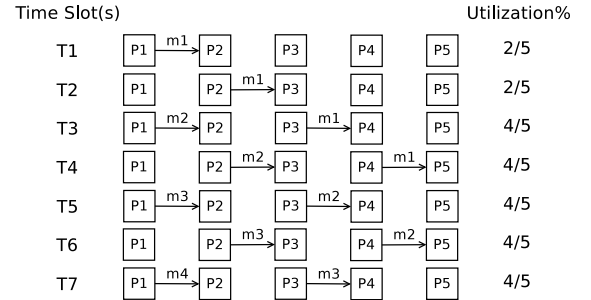 Time Slot(s) Utilization%
T1 P1 m1 P2 P3 P4 P5 2/5
T2 P1 P2 m1 P3 P4 P5 2/5
T3 P1 m2 P2 P3 m1 P4 P5 4/5
T4 P1 P2 m2 P3 P4 m1 P5 4/5
T5 P1 m3 P2 P3 m2 P4 P5 4/5
T6 P1 P2 m3 P3 P4 m2 P5 4/5
T7 P1 m4 P2 P3 m3 P4 P5 4/5